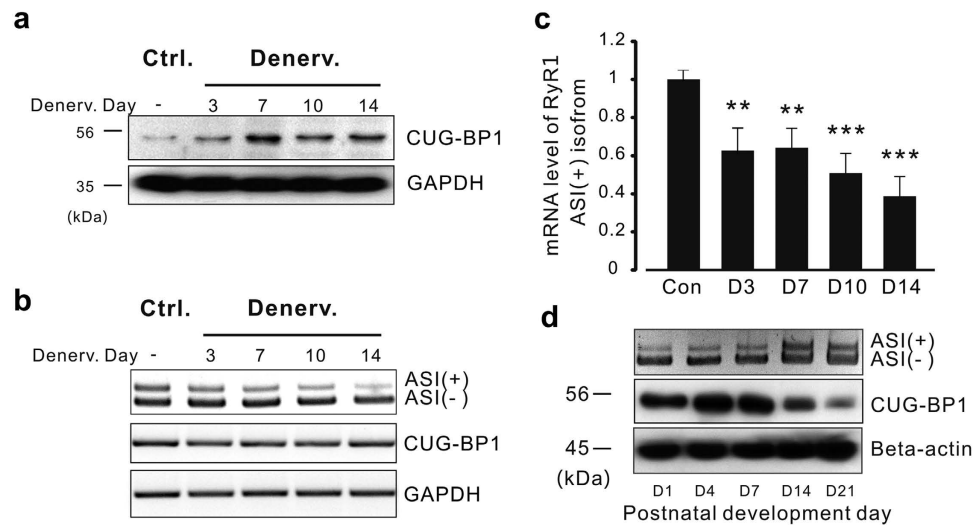 a
Ctrl. Denerv.
Denerv. Day - 3 7 10 14
56 CUG-BP1
35 GAPDH
(kDa)
b
Ctrl. Denerv.
Denerv. Day - 3 7 10 14
ASI(+)
ASI(-)
CUG-BP1
GAPDH
c
mRNA level of RyR1
ASI(+) isofrom
1.2
1
0.8
0.6
0.4
0.2
0
** ** *** ***
Con D3 D7 D10 D14
d
ASI(+)
ASI(-)
56 CUG-BP1
45 Beta-actin
(kDa)
D1 D4 D7 D14 D21
Postnatal development day